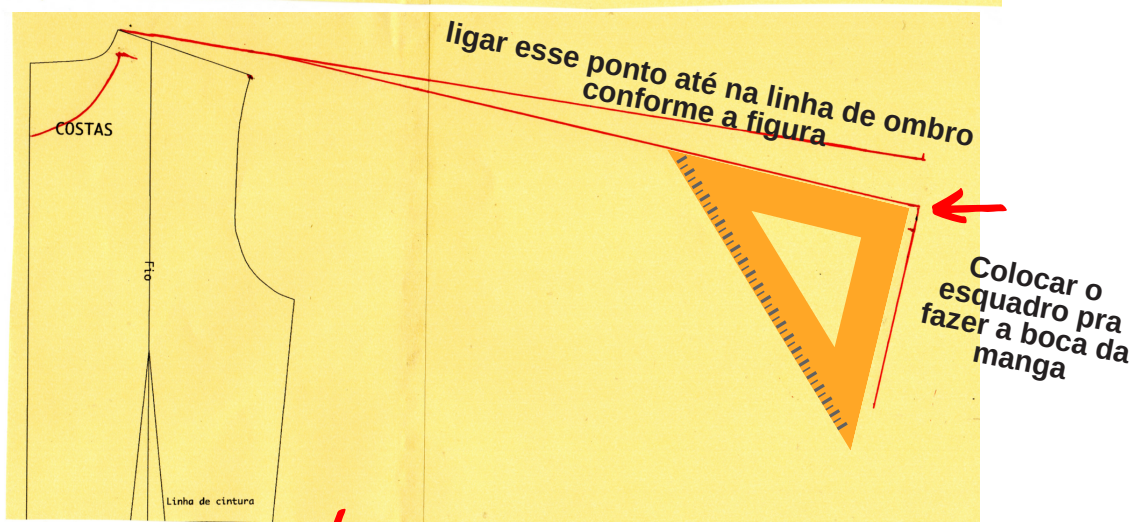 ligar esse ponto até na linha de ombro
conforme a figura
COSTAS
Fio
Colocar o
esquadro pra
fazer a boca da
manga
Linha de cintura